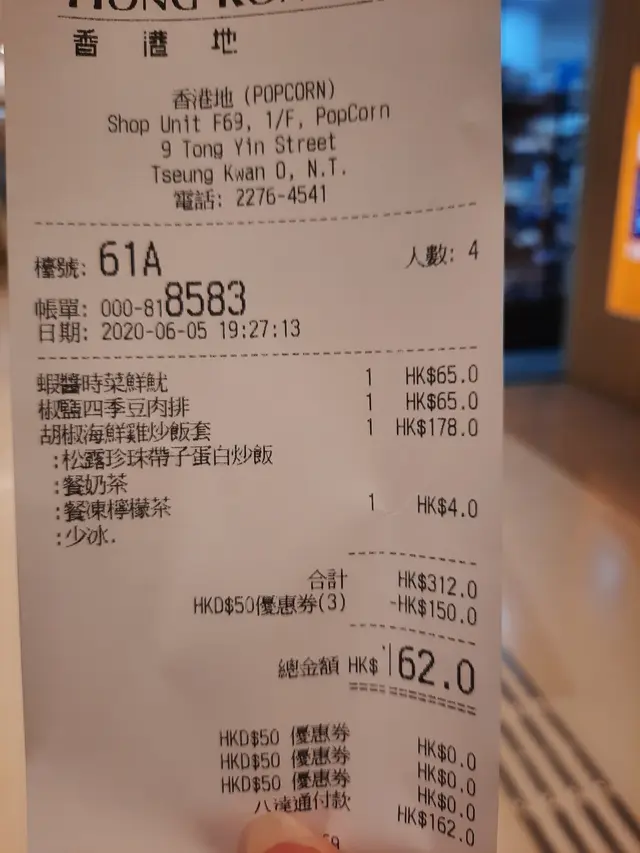 香港地
香港地 (POPCORN)
Shop Unit F69, 1/F, PopCorn
9 Tong Yin Street
Tseung Kwan O, N.T.
電話: 2276-4541
檯號: 61A 人數: 4
帳單: 000-818583
日期: 2020-06-05 19:27:13
蝦醬時菜鮮魷 1 HK$65.0
椒鹽四季豆肉排 1 HK$65.0
胡椒海鮮雞炒飯套 1 HK$178.0
:松露珍珠帶子蛋白炒飯
:餐奶茶
:餐凍檸檬茶 1 HK$4.0
:少冰.
合計 HK$312.0
HKD$50優惠券(3) -HK$150.0
總金額 HK$162.0
HKD$50 優惠券 HK$0.0
HKD$50 優惠券 HK$0.0
HKD$50 優惠券 HK$0.0
八達通付款 HK$162.0